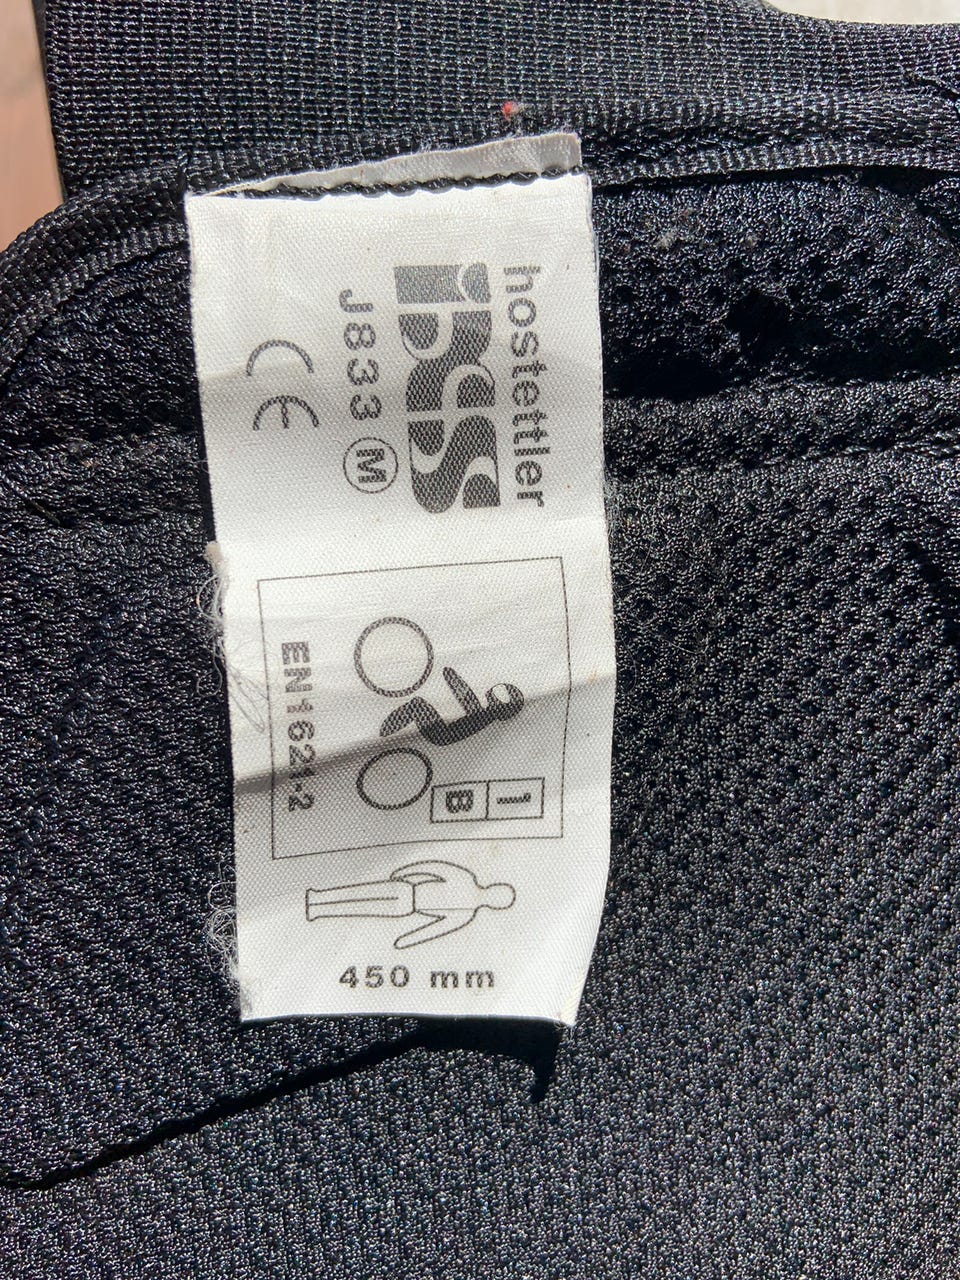 hostettler
iXS
J833 M
CE
1
B
EN1621-2
450 mm